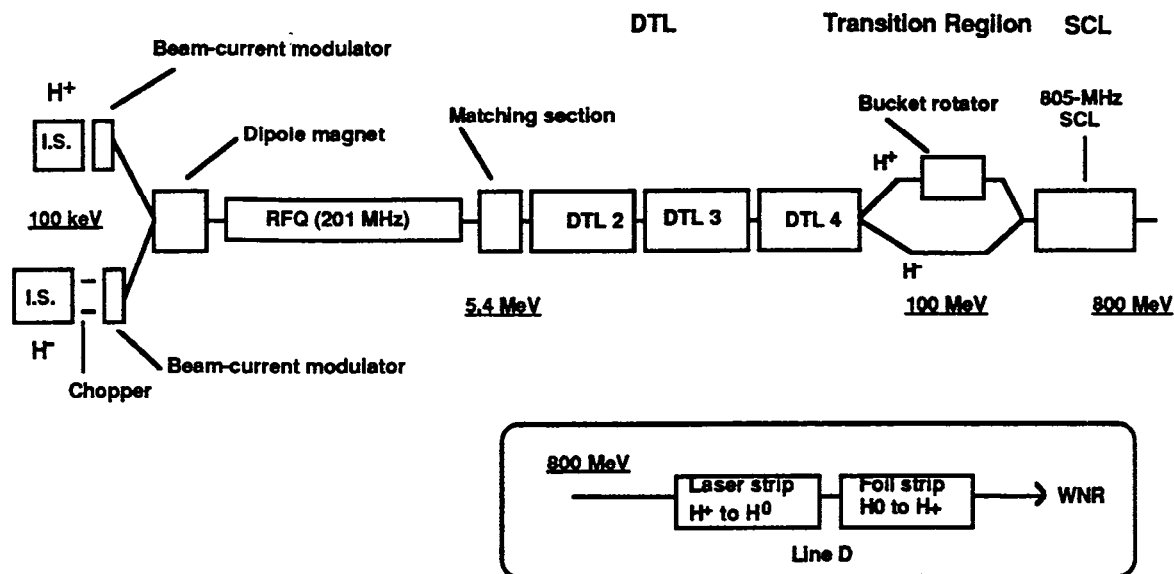 DTL
Transition Regiion
SCL
Beam-current modulator
H+
I.S.
Dipole magnet
Matching section
Bucket rotator
805-MHz
SCL
H+
100 keV
RFQ (201 MHz)
DTL 2
DTL 3
DTL 4
I.S.
H-
5.4 MeV
100 MeV
800 MeV
H-
Beam-current modulator
Chopper
800 MeV
Laser strip
H+ to H0
Foil strip
H0 to H+
WNR
Line D